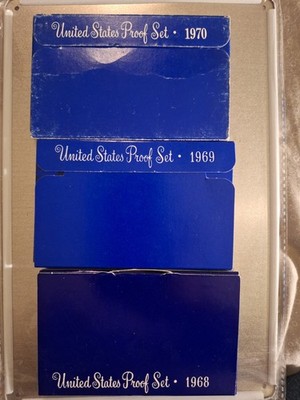 United States Proof Set · 1970
United States Proof Set · 1969
United States Proof Set · 1968